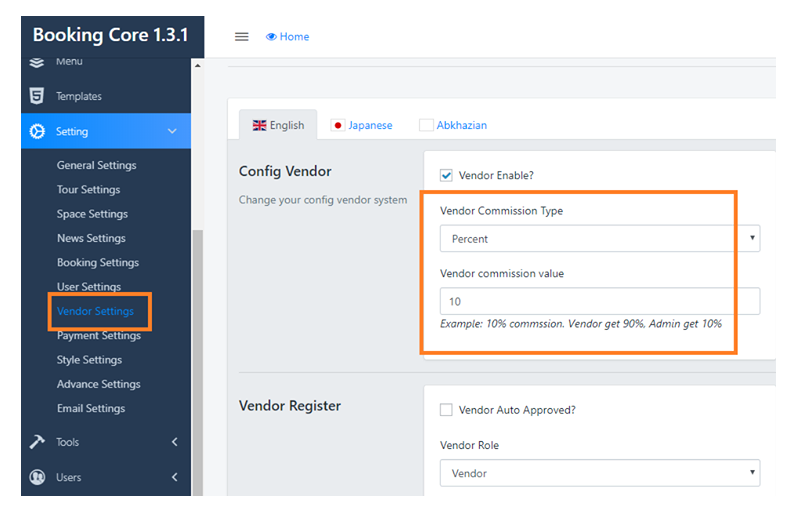 Booking Core 1.3.1
Home
Menu
Templates
Setting
General Settings
Tour Settings
Space Settings
News Settings
Booking Settings
User Settings
Vendor Settings
Payment Settings
Style Settings
Advance Settings
Email Settings
Tools
Users
English
Japanese
Abkhazian
Config Vendor
Change your config vendor system
Vendor Enable?
Vendor Commission Type
Percent
Vendor commission value
10
Example: 10% commssion. Vendor get 90%, Admin get 10%
Vendor Register
Vendor Auto Approved?
Vendor Role
Vendor